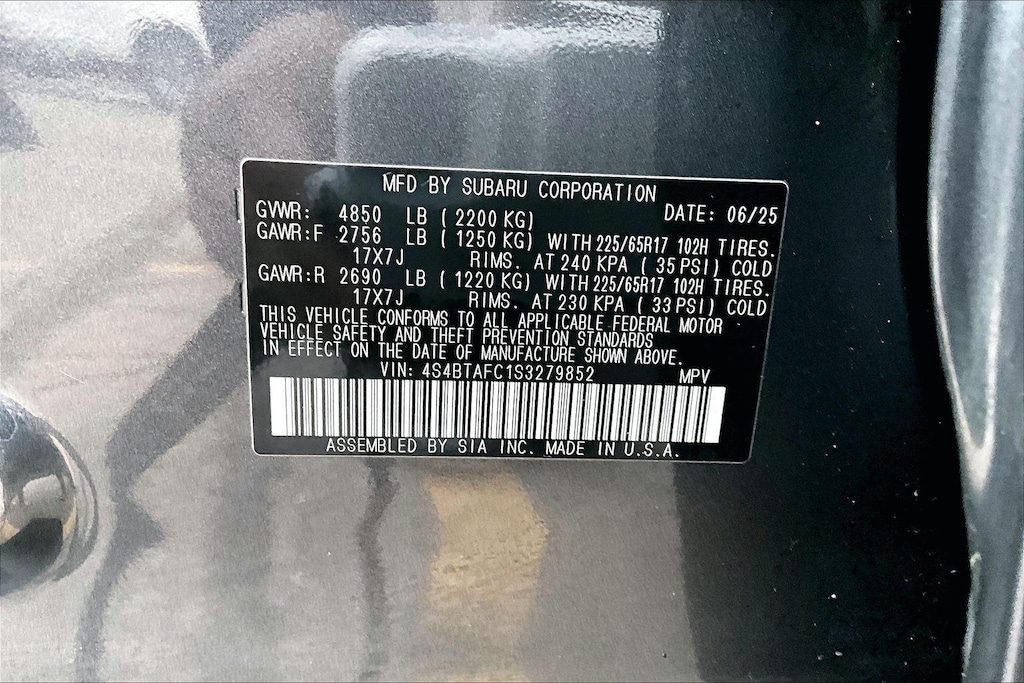 MFD BY SUBARU CORPORATION
GVWR: 4850 LB (2200 KG) DATE: 06/25
GAWR:F 2756 LB (1250 KG) WITH 225/65R17 102H TIRES.
17X7J RIMS. AT 240 KPA (35 PSI) COLD
GAWR:R 2690 LB (1220 KG) WITH 225/65R17 102H TIRES.
17X7J RIMS. AT 230 KPA (33 PSI) COLD
THIS VEHICLE CONFORMS TO ALL APPLICABLE FEDERAL MOTOR
VEHICLE SAFETY AND THEFT PREVENTION STANDARDS
IN EFFECT ON THE DATE OF MANUFACTURE SHOWN ABOVE.
VIN: 4S4BTAFC1S3279852 MPV
ASSEMBLED BY SIA INC. MADE IN U.S.A.